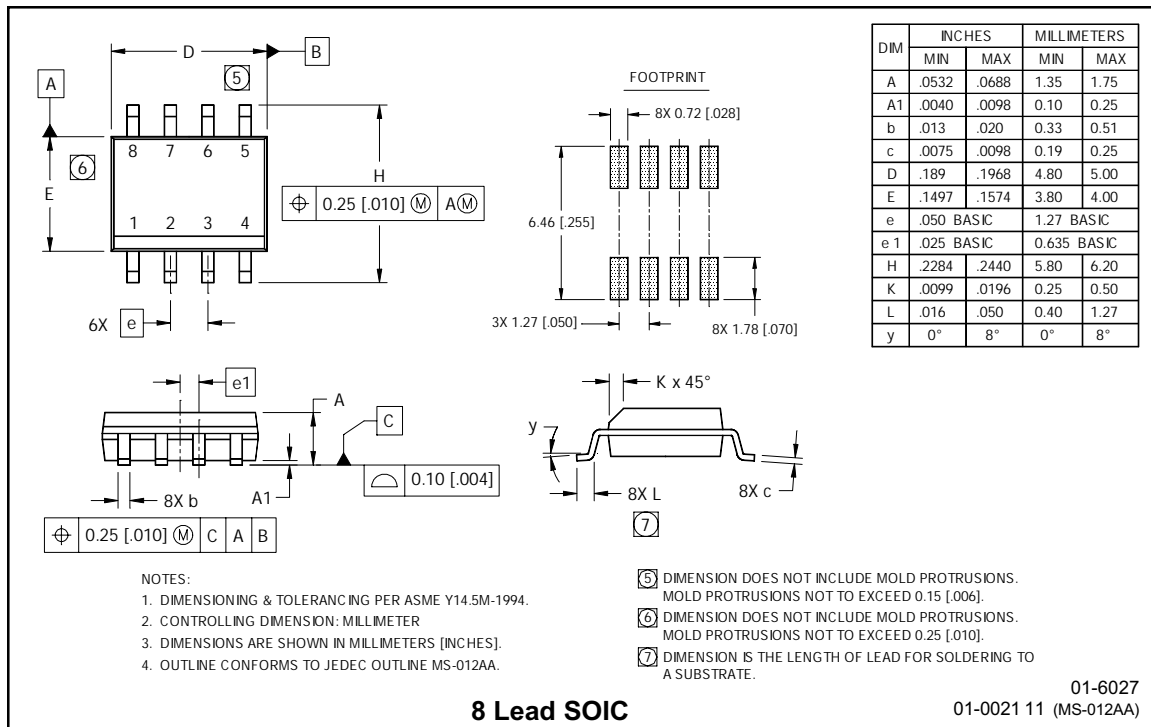 D
B
5
A
8 7 6 5
6
E
H
1 2 3 4
0.25 [.010] Ⓜ A Ⓜ
6X e
FOOTPRINT
8X 0.72 [.028]
6.46 [.255]
3X 1.27 [.050]
8X 1.78 [.070]
DIM INCHES MILLIMETERS
MIN MAX MIN MAX
A .0532 .0688 1.35 1.75
A1 .0040 .0098 0.10 0.25
b .013 .020 0.33 0.51
c .0075 .0098 0.19 0.25
D .189 .1968 4.80 5.00
E .1497 .1574 3.80 4.00
e .050 BASIC 1.27 BASIC
e 1 .025 BASIC 0.635 BASIC
H .2284 .2440 5.80 6.20
K .0099 .0196 0.25 0.50
L .016 .050 0.40 1.27
y 0° 8° 0° 8°
e1
A
C
0.10 [.004]
A1
8X b
0.25 [.010] Ⓜ C A B
K x 45°
y
8X L
7
8X c
NOTES:
1. DIMENSIONING & TOLERANCING PER ASME Y14.5M-1994.
2. CONTROLLING DIMENSION: MILLIMETER
3. DIMENSIONS ARE SHOWN IN MILLIMETERS [INCHES].
4. OUTLINE CONFORMS TO JEDEC OUTLINE MS-012AA.
5 DIMENSION DOES NOT INCLUDE MOLD PROTRUSIONS.
MOLD PROTRUSIONS NOT TO EXCEED 0.15 [.006].
6 DIMENSION DOES NOT INCLUDE MOLD PROTRUSIONS.
MOLD PROTRUSIONS NOT TO EXCEED 0.25 [.010].
7 DIMENSION IS THE LENGTH OF LEAD FOR SOLDERING TO
A SUBSTRATE.
8 Lead SOIC
01-6027
01-0021 11 (MS-012AA)